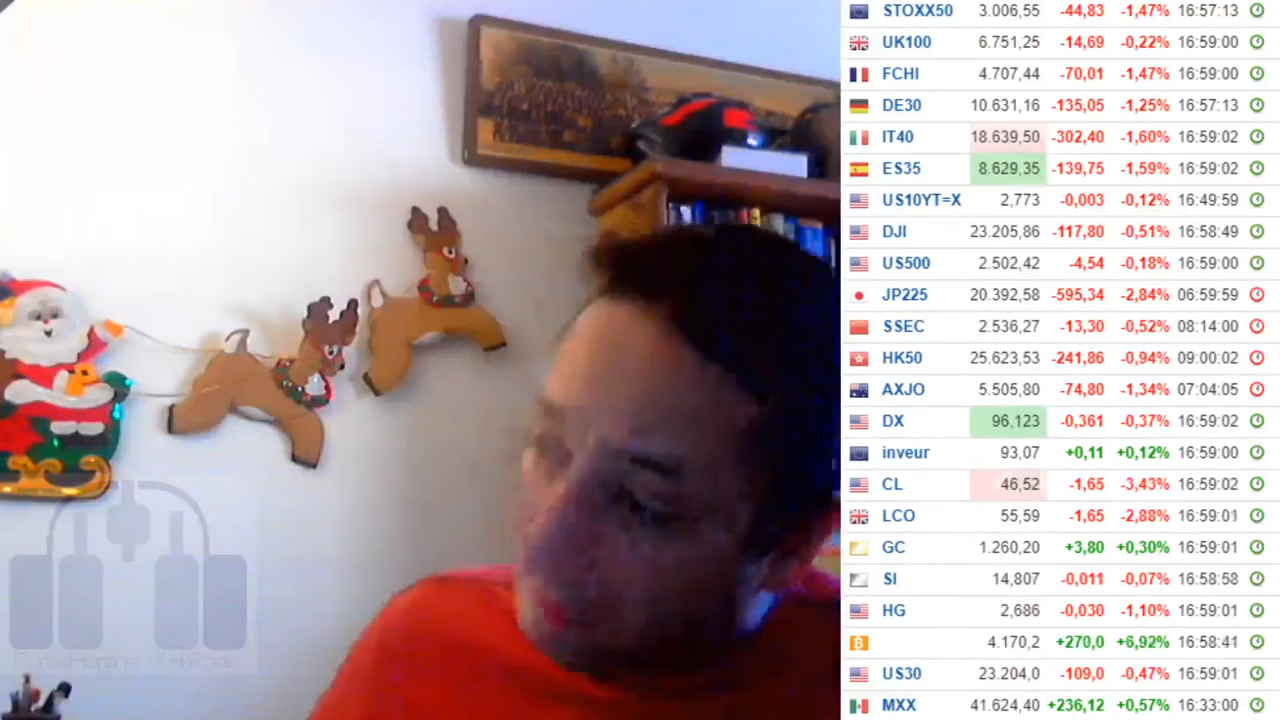 STOXX50 3.006,55 -44,83 -1,47% 16:57:13
UK100 6.751,25 -14,69 -0,22% 16:59:00
FCHI 4.707,44 -70,01 -1,47% 16:59:00
DE30 10.631,16 -135,05 -1,25% 16:57:13
IT40 18.639,50 -302,40 -1,60% 16:59:02
ES35 8.629,35 -139,75 -1,59% 16:59:02
US10YT=X 2,773 -0,003 -0,12% 16:49:59
DJI 23.205,86 -117,80 -0,51% 16:58:49
US500 2.502,42 -4,54 -0,18% 16:59:00
JP225 20.392,58 -595,34 -2,84% 06:59:59
SSEC 2.536,27 -13,30 -0,52% 08:14:00
HK50 25.623,53 -241,86 -0,94% 09:00:02
AXJO 5.505,80 -74,80 -1,34% 07:04:05
DX 96,123 -0,361 -0,37% 16:59:02
inveur 93,07 +0,11 +0,12% 16:59:00
CL 46,52 -1,65 -3,43% 16:59:02
LCO 55,59 -1,65 -2,88% 16:59:01
GC 1.260,20 +3,80 +0,30% 16:59:01
SI 14,807 -0,011 -0,07% 16:58:58
HG 2,686 -0,030 -1,10% 16:59:01
4.170,2 +270,0 +6,92% 16:58:41
US30 23.204,0 -109,0 -0,47% 16:59:01
MXX 41.624,40 +236,12 +0,57% 16:33:00